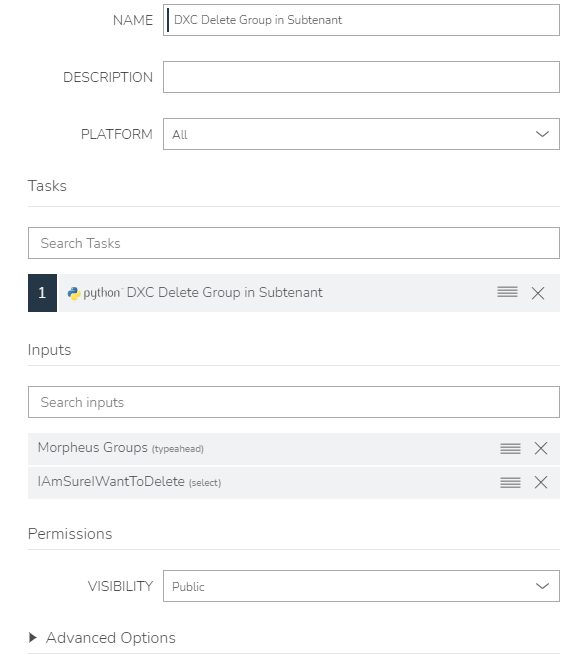 NAME DXC Delete Group in Subtenant
DESCRIPTION
PLATFORM All
Tasks
Search Tasks
1 python DXC Delete Group in Subtenant
Inputs
Search inputs
Morpheus Groups (typeahead)
IAmSureIWantToDelete (select)
Permissions
VISIBILITY Public
Advanced Options